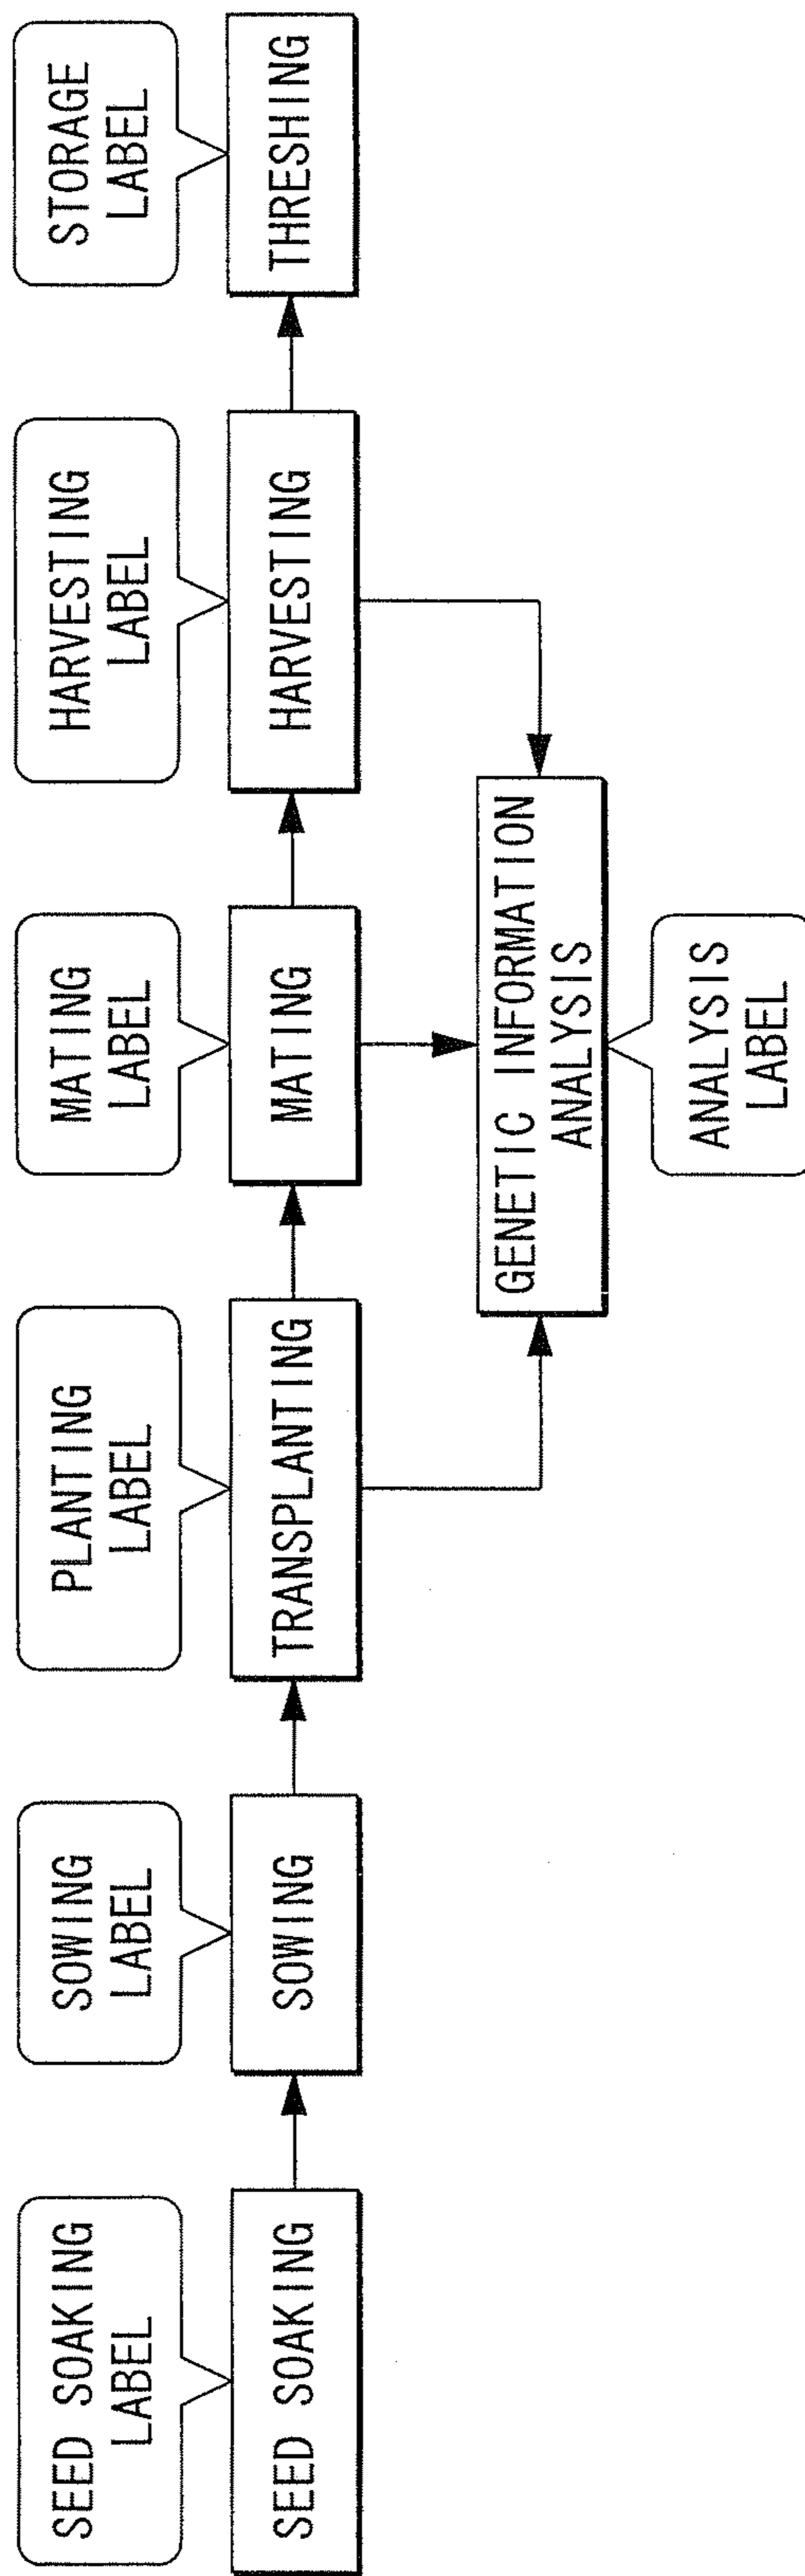 SEED SOAKING
LABEL
SEED SOAKING
SOWING
LABEL
SOWING
PLANTING
LABEL
TRANSPLANTING
MATING
LABEL
MATING
HARVESTING
LABEL
HARVESTING
STORAGE
LABEL
THRESHING
GENETIC INFORMATION
ANALYSIS
ANALYSIS
LABEL